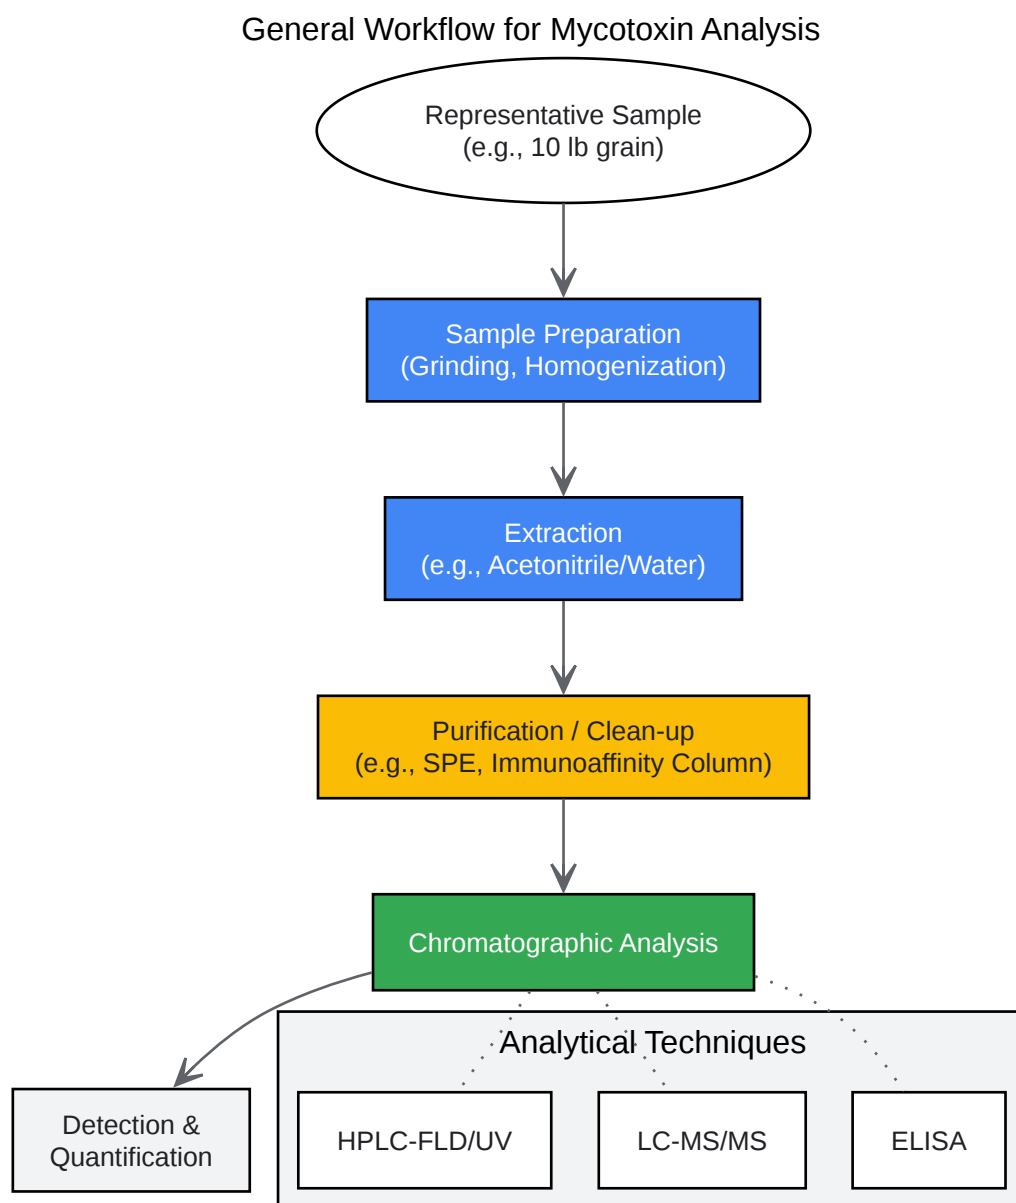 General Workflow for Mycotoxin Analysis
Representative Sample
(e.g., 10 lb grain)
Sample Preparation
(Grinding, Homogenization)
Extraction
(e.g., Acetonitrile/Water)
Purification / Clean-up
(e.g., SPE, Immunoaffinity Column)
Chromatographic Analysis
Analytical Techniques
Detection &
Quantification
HPLC-FLD/UV
LC-MS/MS
ELISA